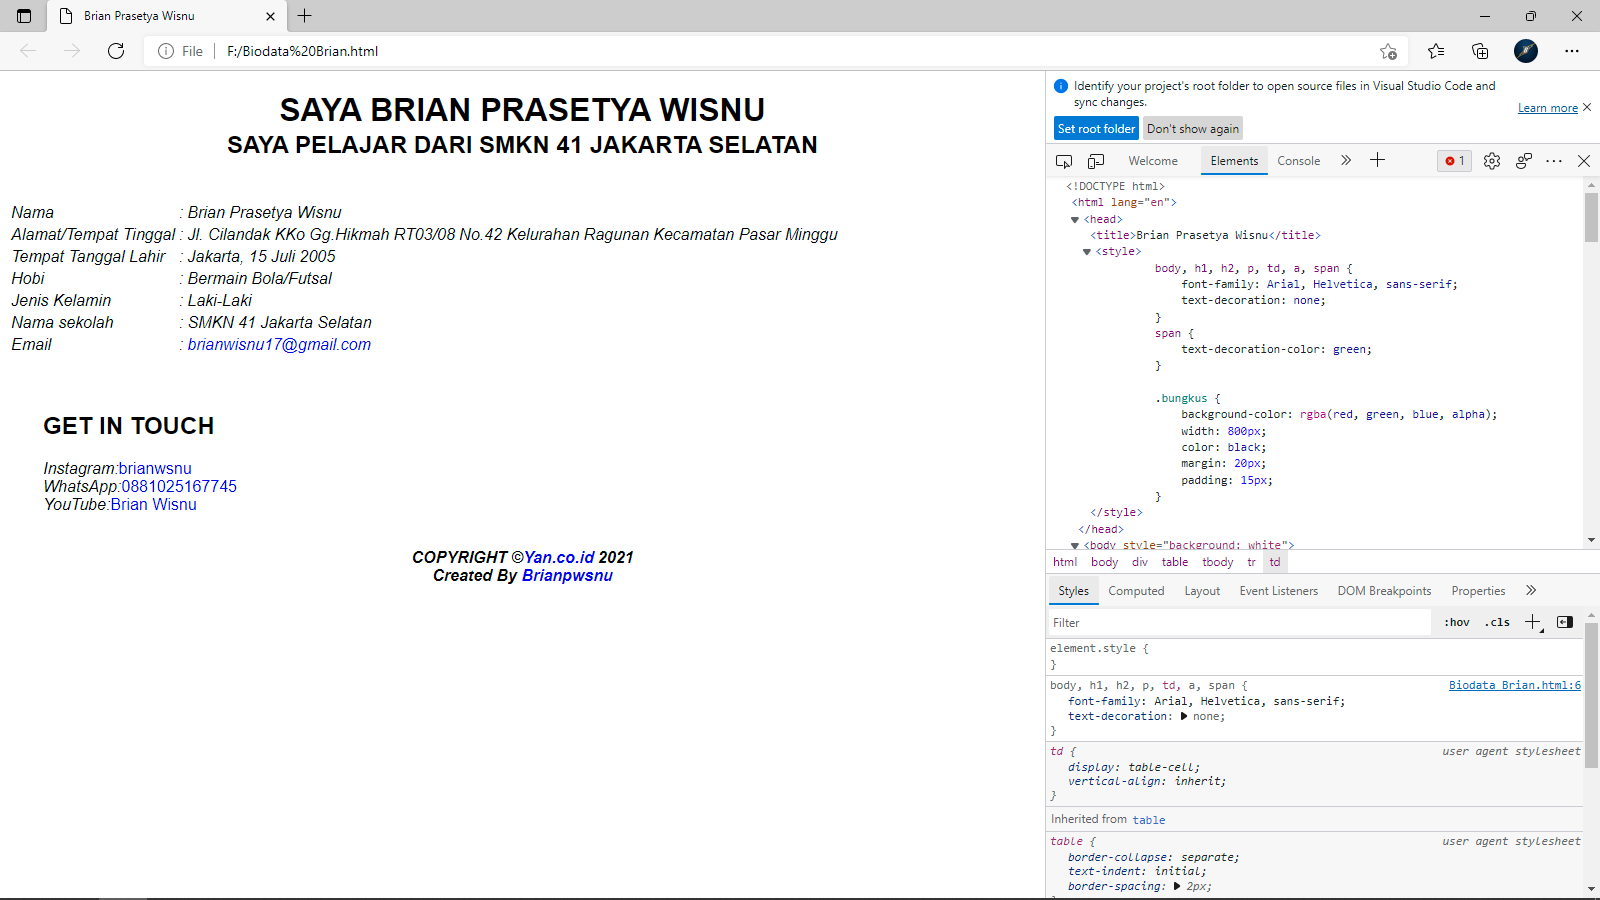 Brian Prasetya Wisnu
File
F:/Biodata%20Brian.html
SAYA BRIAN PRASETYA WISNU
SAYA PELAJAR DARI SMKN 41 JAKARTA SELATAN
Nama : Brian Prasetya Wisnu
Alamat/Tempat Tinggal : Jl. Cilandak KKo Gg.Hikmah RT03/08 No.42 Kelurahan Ragunan Kecamatan Pasar Minggu
Tempat Tanggal Lahir : Jakarta, 15 Juli 2005
Hobi : Bermain Bola/Futsal
Jenis Kelamin : Laki-Laki
Nama sekolah : SMKN 41 Jakarta Selatan
Email : brianwisnu17@gmail.com
GET IN TOUCH
Instagram:brianwsnu
WhatsApp:0881025167745
YouTube:Brian Wisnu
COPYRIGHT ©Yan.co.id 2021
Created By Brianpwsnu
Identify your project's root folder to open source files in Visual Studio Code and
sync changes.
Learn more
Set root folder Don't show again
Welcome Elements Console 1
<!DOCTYPE html>
<html lang="en">
<head>
<title>Brian Prasetya Wisnu</title>
<style>
body, h1, h2, p, td, a, span {
font-family: Arial, Helvetica, sans-serif;
text-decoration: none;
}
span {
text-decoration-color: green;
}
.bungkus {
background-color: rgba(red, green, blue, alpha);
width: 800px;
color: black;
margin: 20px;
padding: 15px;
}
</style>
</head>
<body style="background: white">
html body div table tbody tr td
Styles Computed Layout Event Listeners DOM Breakpoints Properties
Filter :hov .cls
element.style {
}
body, h1, h2, p, td, a, span { Biodata Brian.html:6
font-family: Arial, Helvetica, sans-serif;
text-decoration: none;
}
td { user agent stylesheet
display: table-cell;
vertical-align: inherit;
}
Inherited from table
table { user agent stylesheet
border-collapse: separate;
text-indent: initial;
border-spacing: 2px;